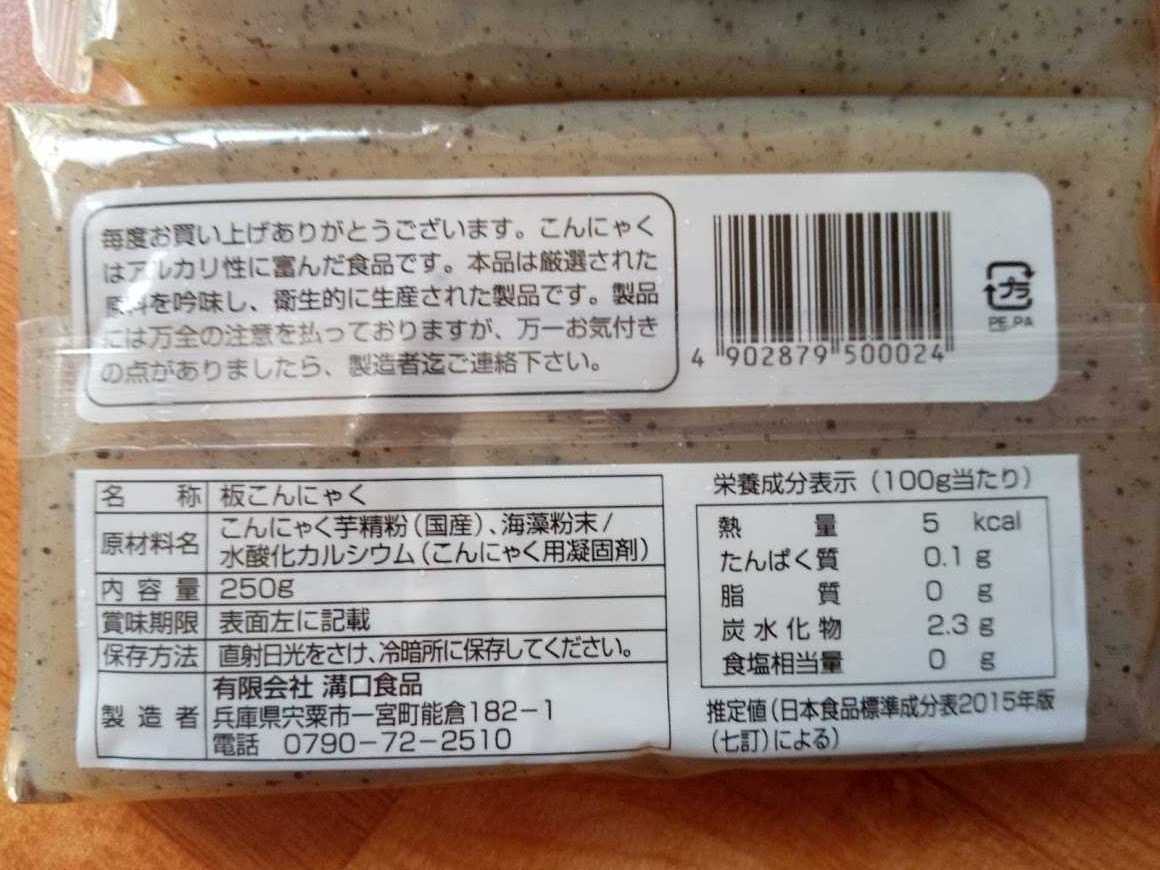 毎度お買い上げありがとうございます。こんにゃく
はアルカリ性に富んだ食品です。本品は厳選された
原料を吟味し、衛生的に生産された製品です。製品
には万全の注意を払っておりますが、万一お気付き
の点がありましたら、製造者迄ご連絡下さい。
4 902879 500024
プラ
PE,PA
名称 板こんにゃく
原材料名 こんにゃく芋精粉(国産)、海藻粉末/
水酸化カルシウム(こんにゃく用凝固剤)
内容量 250g
賞味期限 表面左に記載
保存方法 直射日光をさけ、冷暗所に保存してください。
製造者 有限会社 溝口食品
兵庫県宍粟市一宮町能倉182-1
電話 0790-72-2510
栄養成分表示(100g当たり)
熱量 5 kcal
たんぱく質 0.1 g
脂質 0 g
炭水化物 2.3 g
食塩相当量 0 g
推定値(日本食品標準成分表2015年版
(七訂)による)